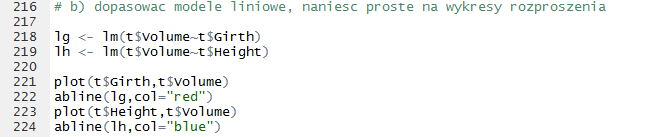 216 # b) dopasowac modele liniowe, naniesc proste na wykresy rozproszenia
217
218 lg <- lm(t$Volume~t$Girth)
219 lh <- lm(t$Volume~t$Height)
220
221 plot(t$Girth,t$Volume)
222 abline(lg,col="red")
223 plot(t$Height,t$Volume)
224 abline(lh,col="blue")